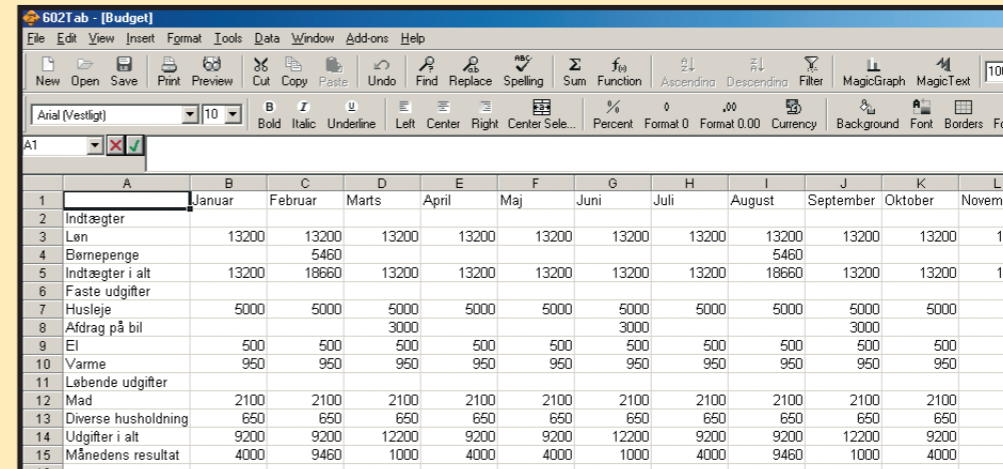 602Tab - [Budget]
File Edit View Insert Format Tools Data Window Add-ons Help
New Open Save Print Preview Cut Copy Paste Undo Find Replace Spelling Sum Function Ascending Descending Filter MagicGraph MagicText
Arial (Vestligt) 10 Bold Italic Underline Left Center Right Center Sele... Percent Format 0 Format 0.00 Currency Background Font Borders
A1
A B C D E F G H I J K L
1 Januar Februar Marts April Maj Juni Juli August September Oktober Novem
2 Indtægter
3 Løn 13200 13200 13200 13200 13200 13200 13200 13200 13200 13200 1
4 Børnepenge 5460 5460
5 Indtægter i alt 13200 18660 13200 13200 13200 13200 13200 18660 13200 13200 1
6 Faste udgifter
7 Husleje 5000 5000 5000 5000 5000 5000 5000 5000 5000 5000
8 Afdrag på bil 3000 3000 3000
9 El 500 500 500 500 500 500 500 500 500 500
10 Varme 950 950 950 950 950 950 950 950 950 950
11 Løbende udgifter
12 Mad 2100 2100 2100 2100 2100 2100 2100 2100 2100 2100
13 Diverse husholdning 650 650 650 650 650 650 650 650 650 650
14 Udgifter i alt 9200 9200 12200 9200 9200 12200 9200 9200 12200 9200
15 Månedens resultat 4000 9460 1000 4000 4000 1000 4000 9460 1000 4000